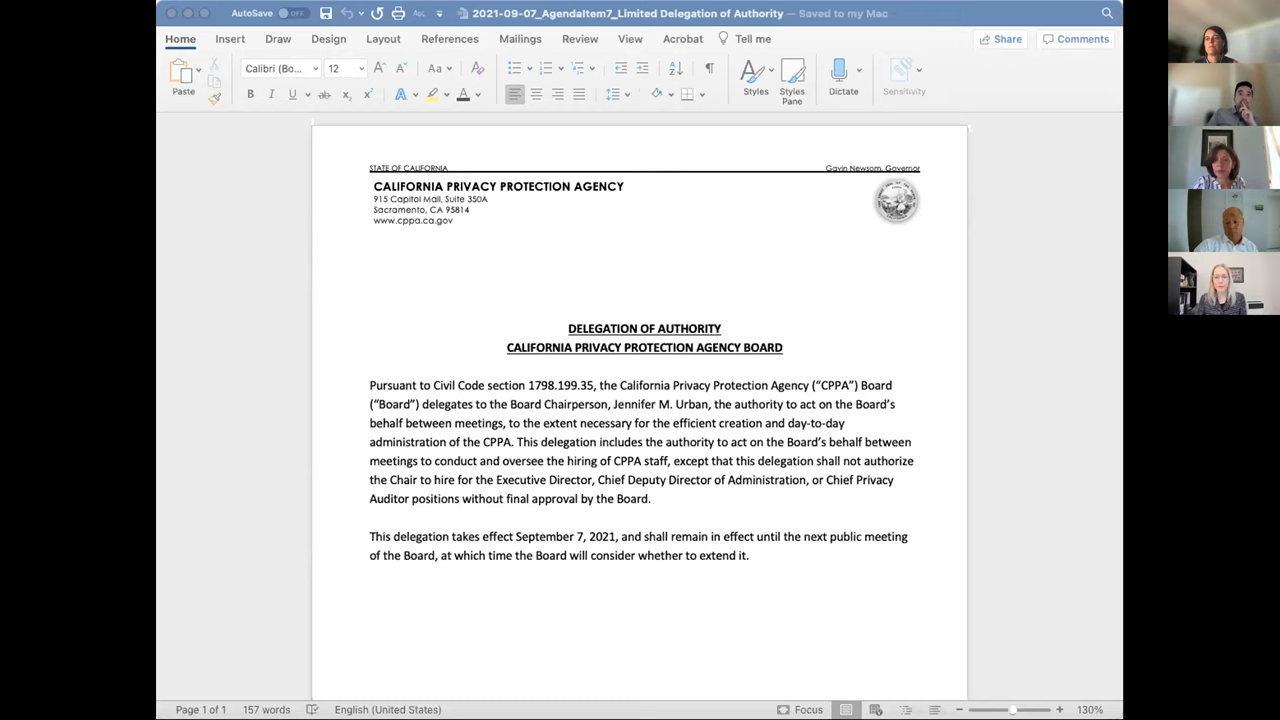 AutoSave OFF 2021-09-07_AgendaItem7_Limited Delegation of Authority — Saved to my Mac
Home Insert Draw Design Layout References Mailings Review View Acrobat Tell me Share Comments
Paste Calibri (Bo... 12 Styles Styles Pane Dictate Sensitivity
STATE OF CALIFORNIA Gavin Newsom, Governor
CALIFORNIA PRIVACY PROTECTION AGENCY
915 Capitol Mall, Suite 350A
Sacramento, CA 95814
www.cppa.ca.gov
DELEGATION OF AUTHORITY
CALIFORNIA PRIVACY PROTECTION AGENCY BOARD
Pursuant to Civil Code section 1798.199.35, the California Privacy Protection Agency (“CPPA”) Board
(“Board”) delegates to the Board Chairperson, Jennifer M. Urban, the authority to act on the Board’s
behalf between meetings, to the extent necessary for the efficient creation and day-to-day
administration of the CPPA. This delegation includes the authority to act on the Board’s behalf between
meetings to conduct and oversee the hiring of CPPA staff, except that this delegation shall not authorize
the Chair to hire for the Executive Director, Chief Deputy Director of Administration, or Chief Privacy
Auditor positions without final approval by the Board.
This delegation takes effect September 7, 2021, and shall remain in effect until the next public meeting
of the Board, at which time the Board will consider whether to extend it.
Page 1 of 1 157 words English (United States) Focus 130%